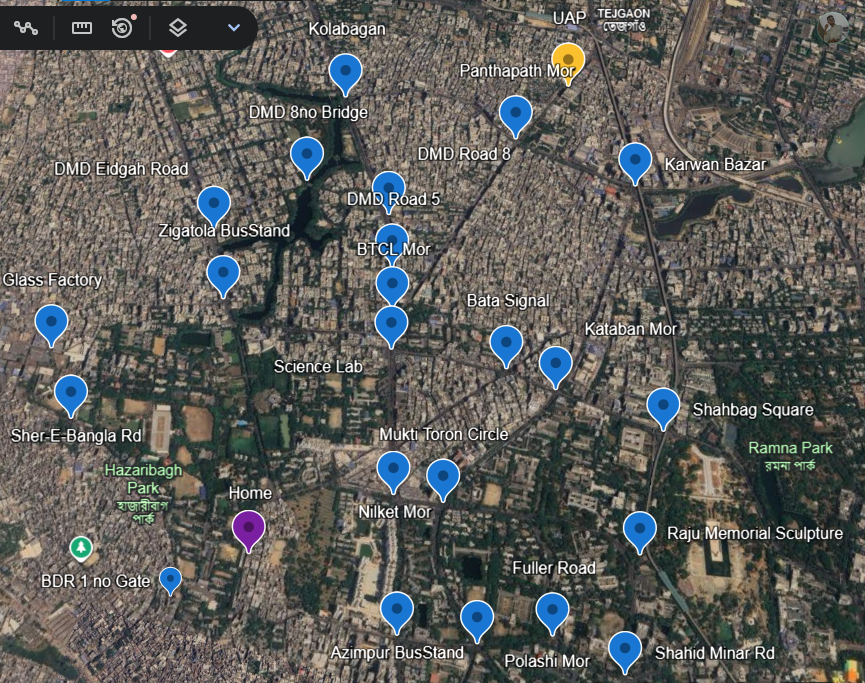 UAP
TEJGAON
তেজগাঁও
Kolabagan
Panthapath Mor
DMD 8no Bridge
DMD Road 8
Karwan Bazar
DMD Eidgah Road
DMD Road 5
Zigatola BusStand
BTCL Mor
Glass Factory
Bata Signal
Kataban Mor
Science Lab
Shahbag Square
Sher-E-Bangla Rd
Mukti Toron Circle
Ramna Park
রমনা পার্ক
Hazaribagh
Park
হাজারীবাগ
পার্ক
Home
Nilket Mor
Raju Memorial Sculpture
Fuller Road
BDR 1 no Gate
Azimpur BusStand
Polashi Mor
Shahid Minar Rd